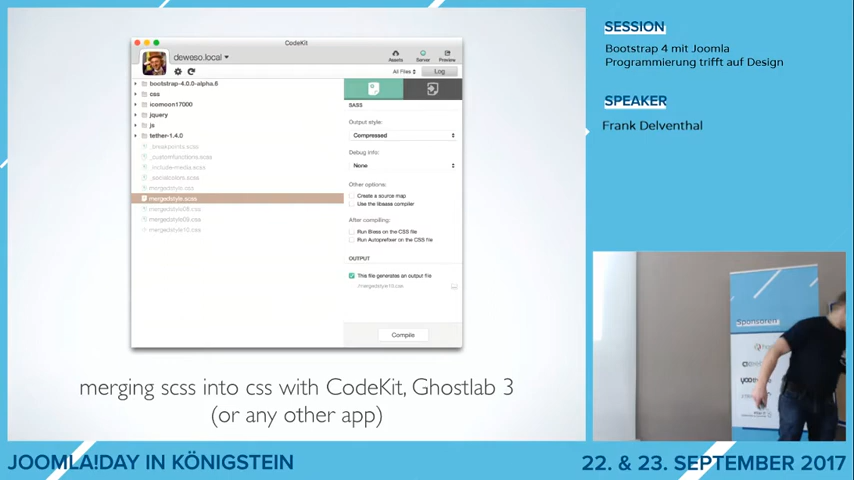 CodeKit
deweso.local
Assets
Server
Preview
All Files
Log
bootstrap-4.0.0-alpha.6
css
icomoon17000
jquery
js
tether-1.4.0
_breakpoints.scss
_customfunctions.scss
_include-media.scss
_socialcolors.scss
mergedstyle.css
mergedstyle.scss
mergedstyle08.css
mergedstyle09.css
mergedstyle10.css
SASS
Output style:
Compressed
Debug info:
None
Other options:
Create a source map
Use the libsass compiler
After compiling:
Run Bless on the CSS file
Run Autoprefixer on the CSS file
OUTPUT
This file generates an output file
/mergedstyle10.css
Compile
merging scss into css with CodeKit, Ghostlab 3
(or any other app)
SESSION
Bootstrap 4 mit Joomla
Programmierung trifft auf Design
SPEAKER
Frank Delventhal
Sponsoren
JOOMLA!DAY IN KÖNIGSTEIN
22. & 23. SEPTEMBER 2017